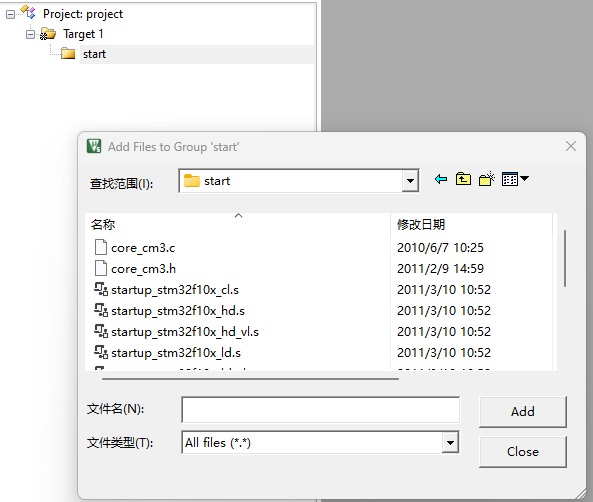 Project: project
Target 1
start
Add Files to Group 'start'
查找范围(I):
start
名称
修改日期
core_cm3.c
2010/6/7 10:25
core_cm3.h
2011/2/9 14:59
startup_stm32f10x_cl.s
2011/3/10 10:52
startup_stm32f10x_hd.s
2011/3/10 10:52
startup_stm32f10x_hd_vl.s
2011/3/10 10:52
startup_stm32f10x_ld.s
2011/3/10 10:52
文件名(N):
Add
文件类型(T):
All files (*.*)
Close